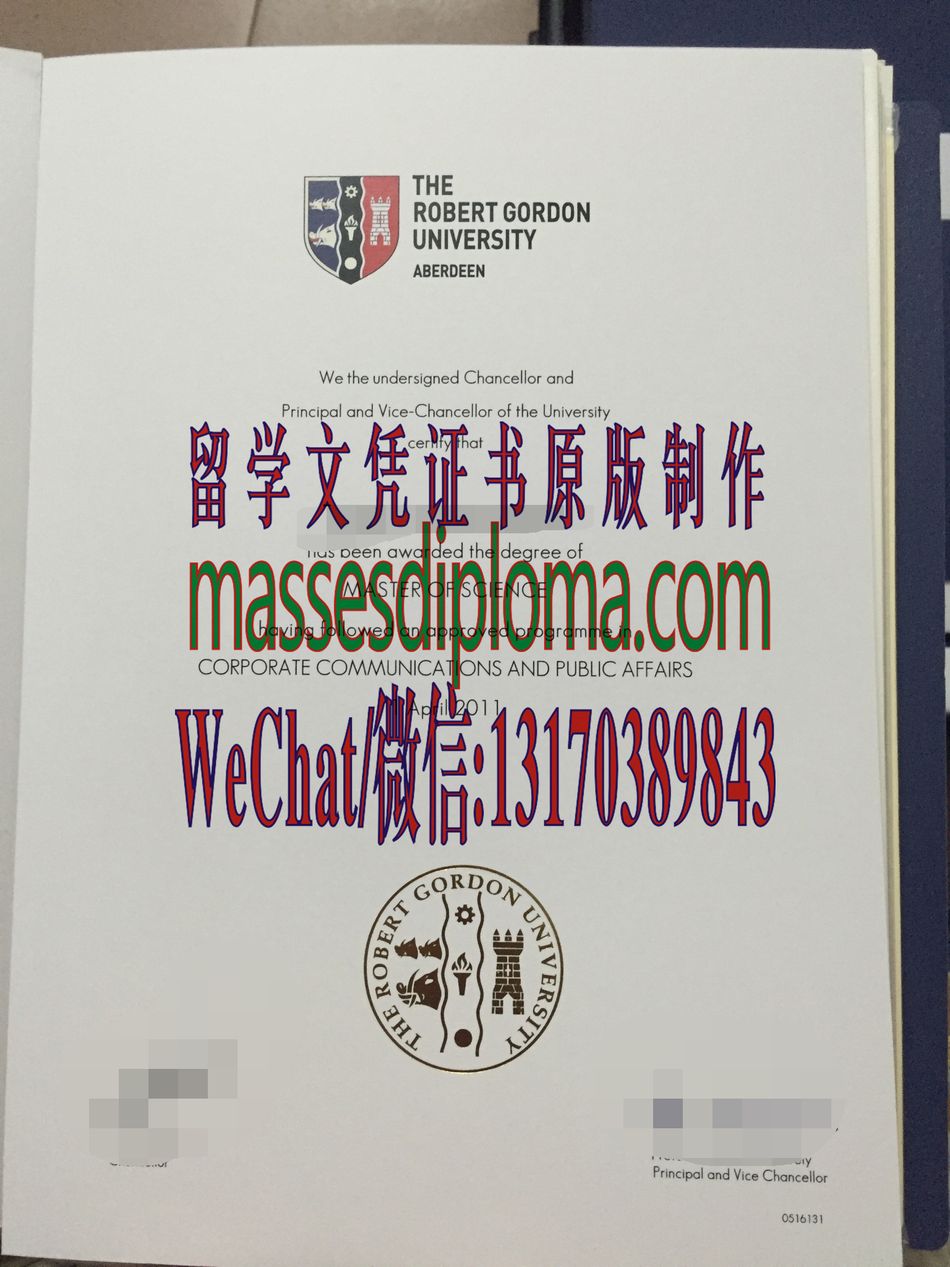 THE
ROBERT GORDON
UNIVERSITY
ABERDEEN
We the undersigned Chancellor and
Principal and Vice-Chancellor of the University
certify that
留学文凭证书原版制作
has been awarded the degree of
massesdiploma.com
MASTER OF SCIENCE
having followed an approved programme in
CORPORATE COMMUNICATIONS AND PUBLIC AFFAIRS
April 2011
WeChat/微信:13170389843
THE ROBERT GORDON UNIVERSITY
Chancellor
Principal and Vice Chancellor
0516131